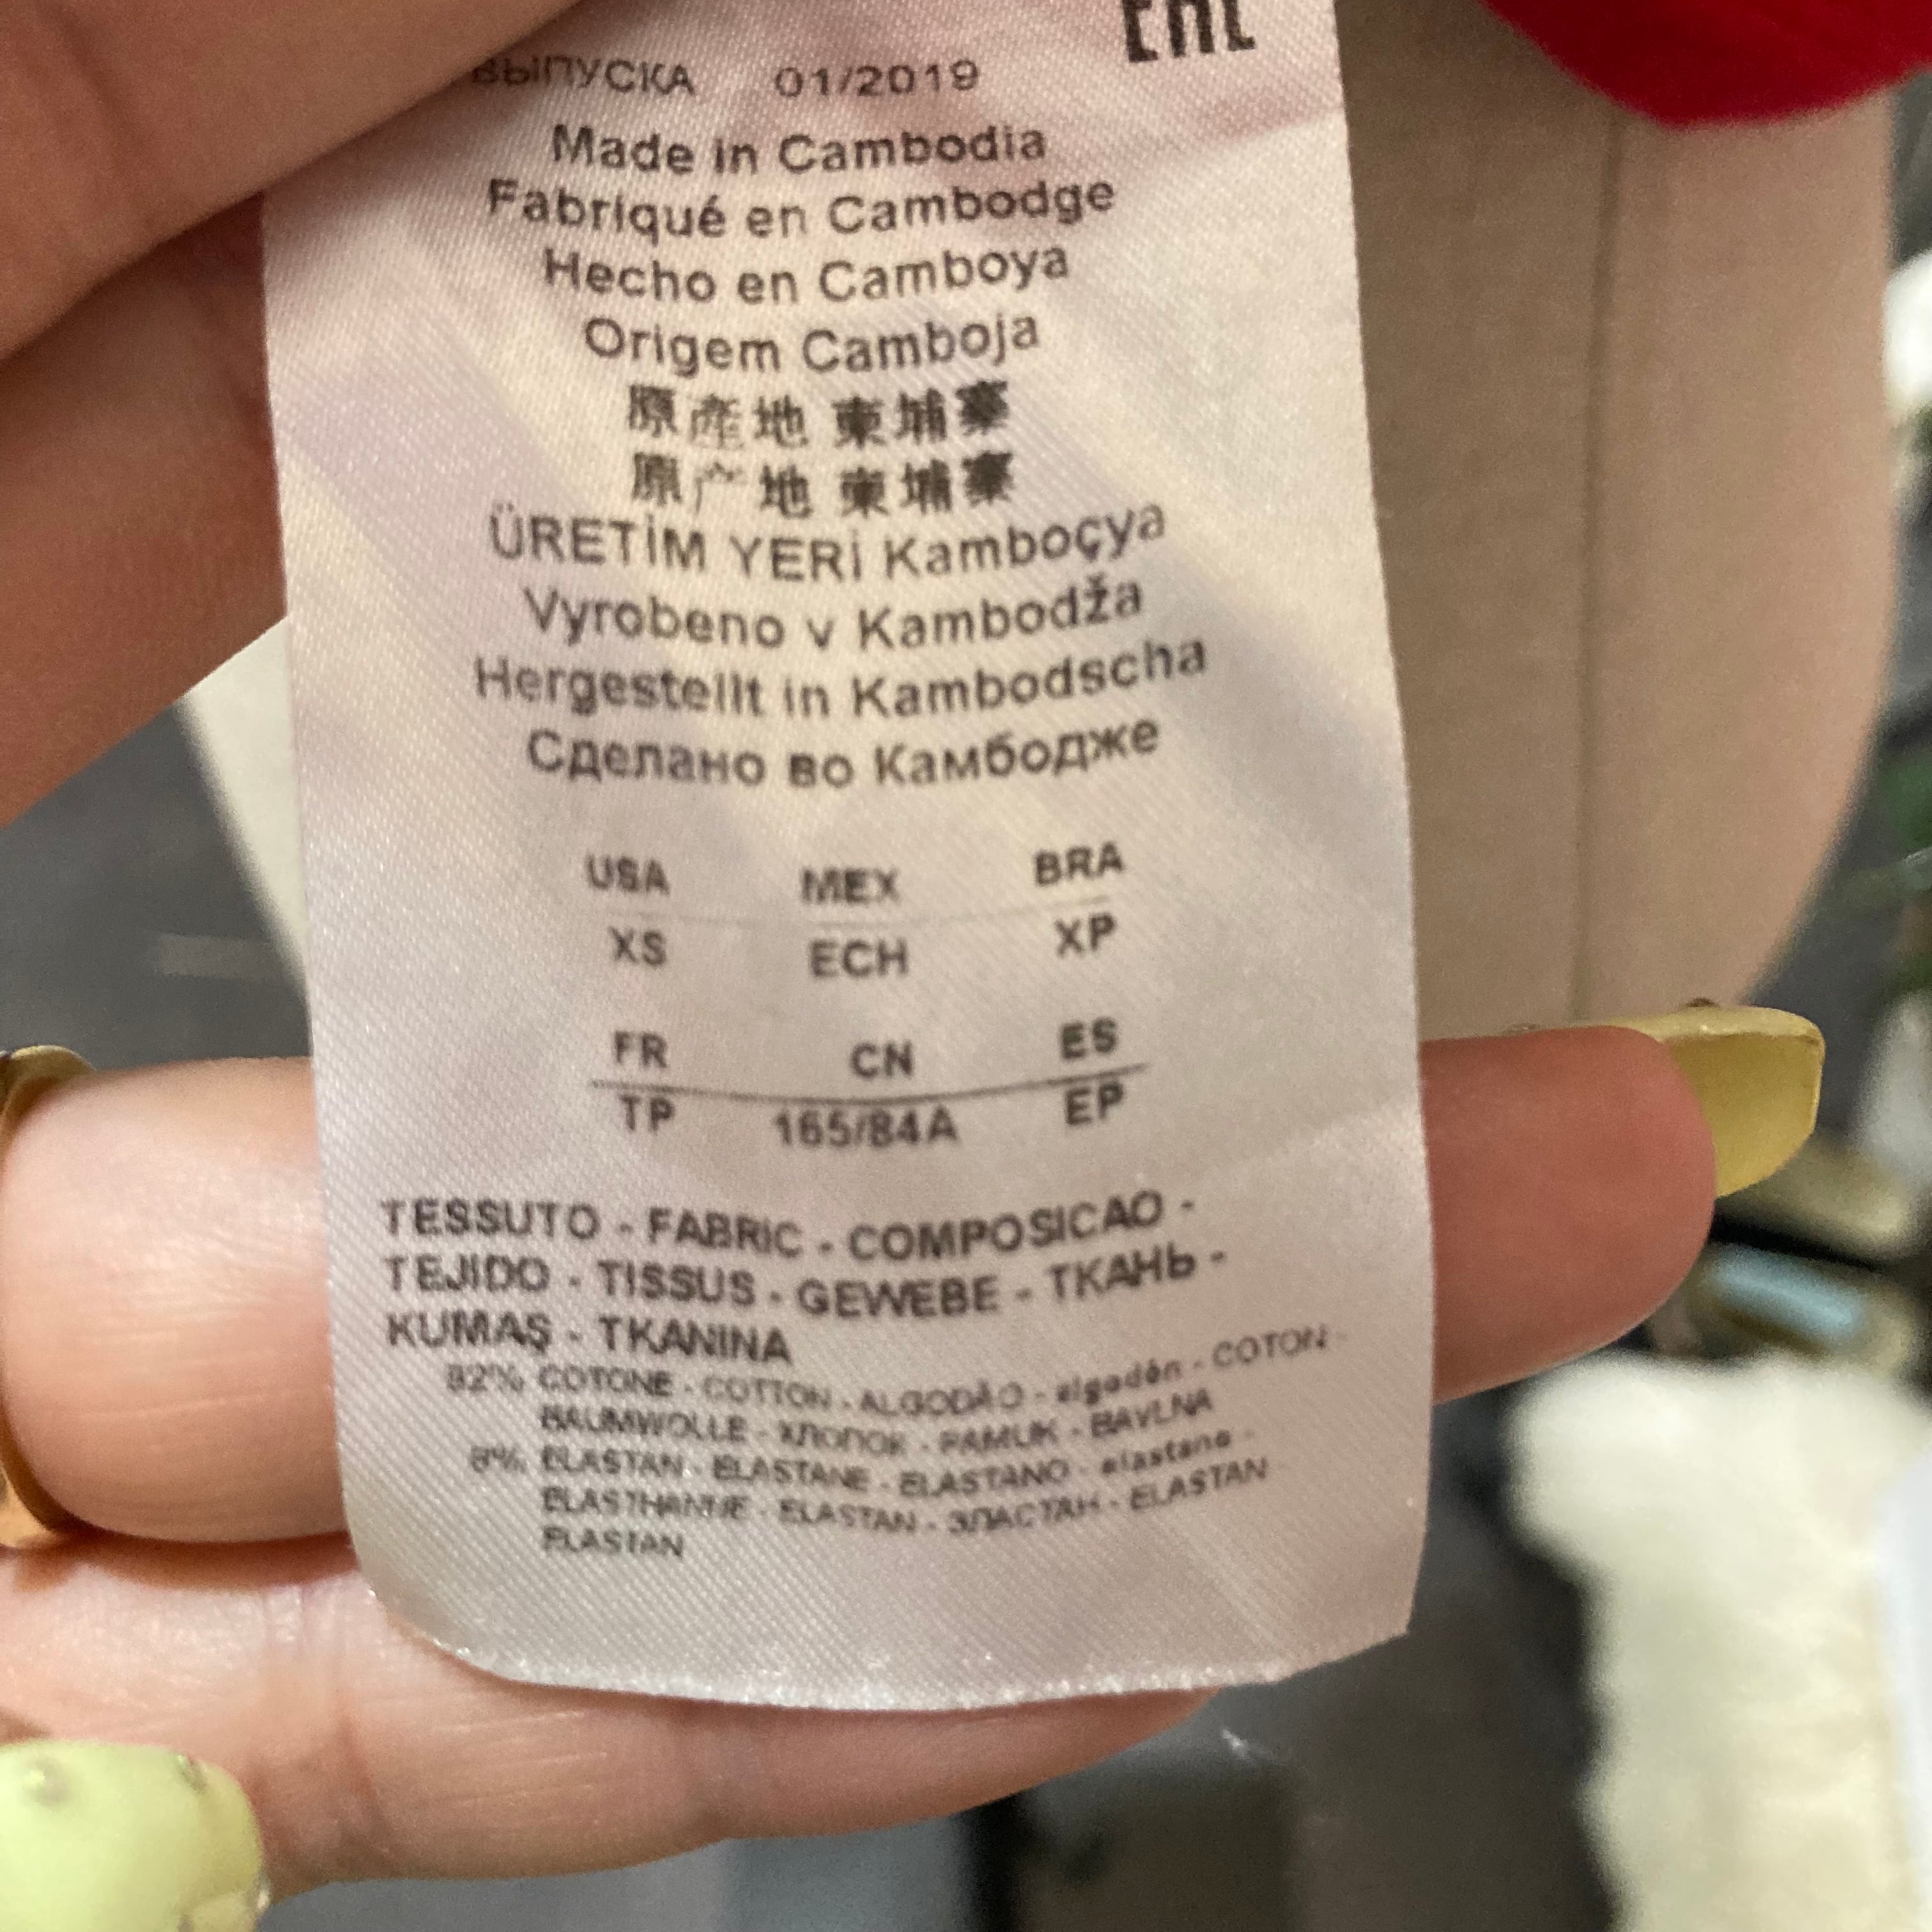 ВЫПУСКА 01/2019
EAC
Made in Cambodia
Fabriqué en Cambodge
Hecho en Camboya
Origem Camboja
原產地 柬埔寨
原产地 柬埔寨
ÜRETİM YERİ Kamboçya
Vyrobeno v Kambodža
Hergestellt in Kambodscha
Сделано во Камбодже
USA MEX BRA
XS ECH XP
FR CN ES
TP 165/84A EP
TESSUTO - FABRIC - COMPOSICAO -
TEJIDO - TISSUS - GEWEBE - ТКАНЬ -
KUMAŞ - TKANINA
COTONE - COTTON - ALGODÃO - algodón - COTON -
BAUMWOLLE - ХЛОПОК - PAMUK - BAVLNA
8% ELASTAN - ELASTANE - ELASTANO - elastano -
ELASTHANNE - ELASTAN - ЭЛАСТАН - ELASTAN
ELASTAN